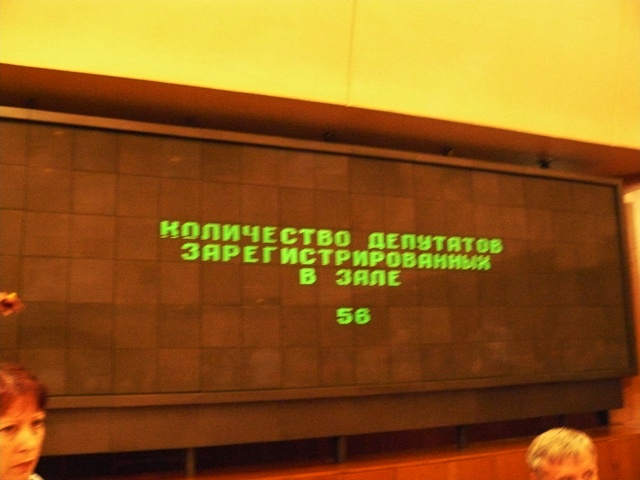 КОЛИЧЕСТВО ДЕПУТАТОВ
ЗАРЕГИСТРИРОВАННЫХ
В ЗАЛЕ
56